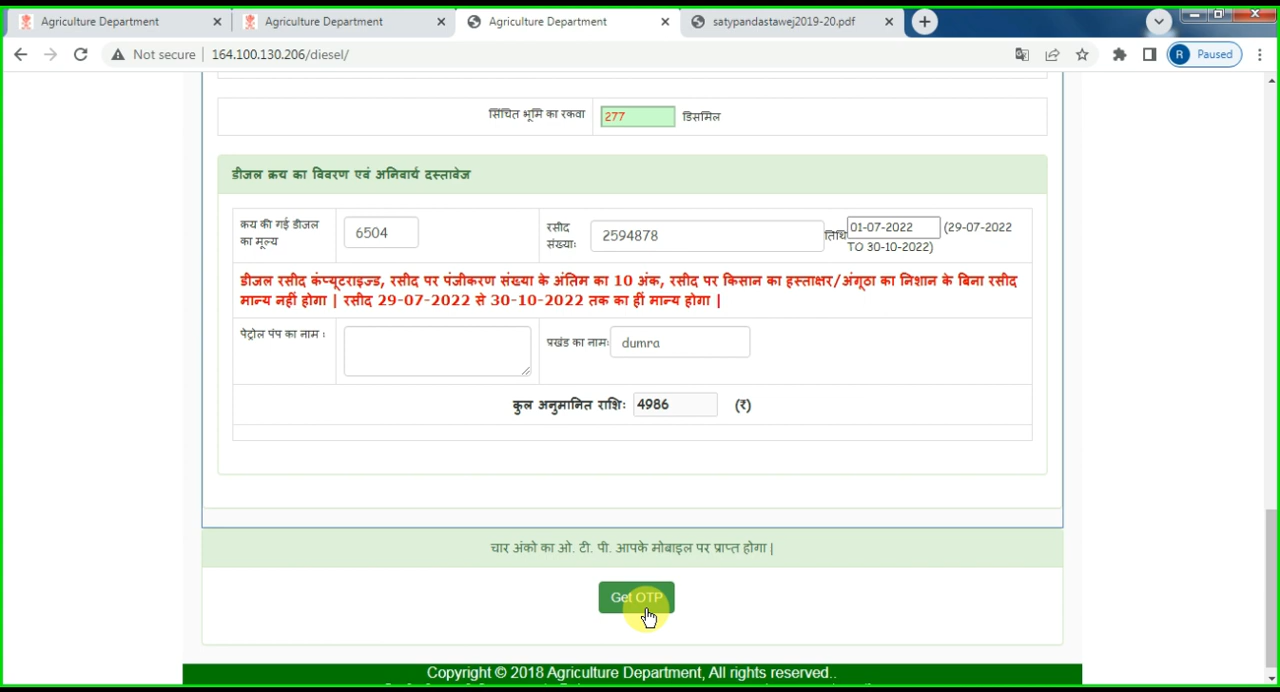 Agriculture Department
Agriculture Department
Agriculture Department
satypandastawej2019-20.pdf
Not secure
164.100.130.206/diesel/
R Paused
सिंचित भूमि का रकवा 277 डिसमिल
डीजल क्रय का विवरण एवं अनिवार्य दस्तावेज
क्रय की गई डीजल का मूल्य
6504
रसीद संख्या:
2594878
तिथि
01-07-2022
(29-07-2022
TO 30-10-2022)
डीजल रसीद कंप्यूटराइज्ड, रसीद पर पंजीकरण संख्या के अंतिम का 10 अंक, रसीद पर किसान का हस्ताक्षर/अंगूठा का निशान के बिना रसीद
मान्य नहीं होगा | रसीद 29-07-2022 से 30-10-2022 तक का हीं मान्य होगा |
पेट्रोल पंप का नाम :
प्रखंड का नाम:
dumra
कुल अनुमानित राशि: 4986 (₹)
चार अंको का ओ. टी. पी. आपके मोबाइल पर प्राप्त होगा |
Get OTP
Copyright © 2018 Agriculture Department, All rights reserved..